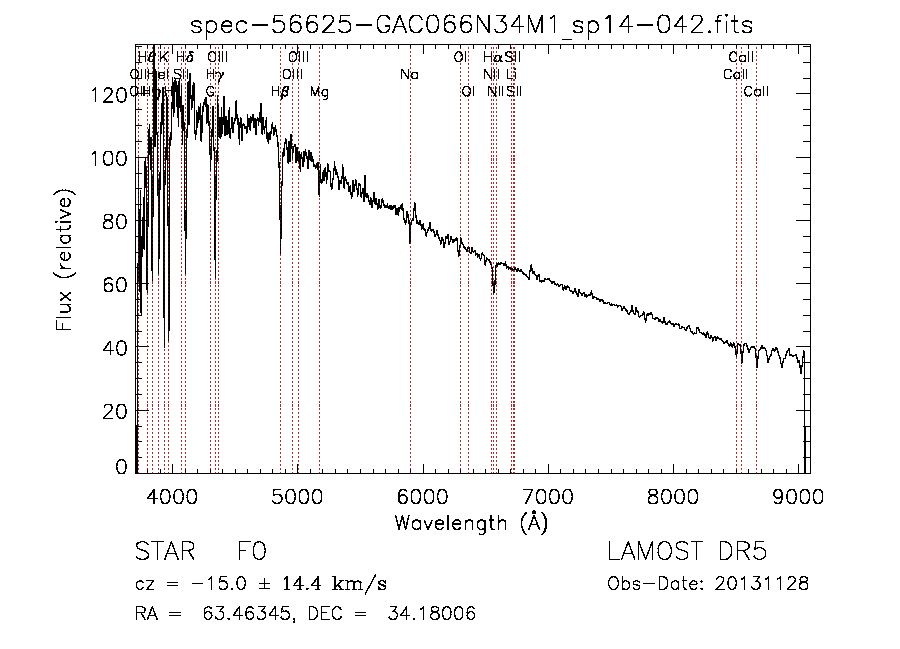 spec-56625-GAC066N34M1_sp14-042.fits
K Hδ OIII OIII OI Hα SII CaII
SII Hγ OIII Na NII Li CaII
G Hβ Mg OI NII SII CaII
120
100
80
60
40
20
0
Flux (relative)
4000 5000 6000 7000 8000 9000
Wavelength (Å)
STAR F0 LAMOST DR5
cz = -15.0 ± 14.4 km/s Obs-Date: 20131128
RA = 63.46345, DEC = 34.18006